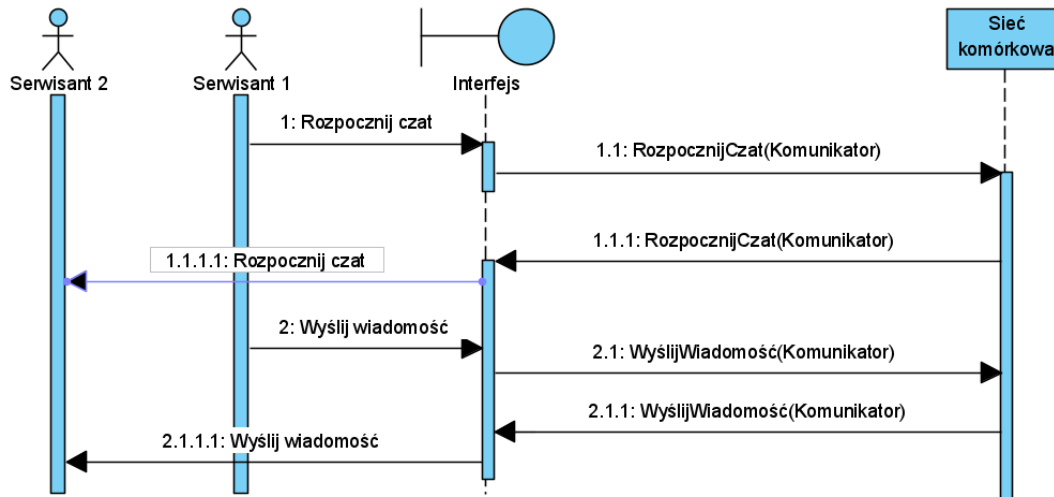 Sieć
komórkowa
Serwisant 2
Serwisant 1
Interfejs
1: Rozpocznij czat
1.1: RozpocznijCzat(Komunikator)
1.1.1: RozpocznijCzat(Komunikator)
1.1.1.1: Rozpocznij czat
2: Wyślij wiadomość
2.1: WyślijWiadomość(Komunikator)
2.1.1: WyślijWiadomość(Komunikator)
2.1.1.1: Wyślij wiadomość